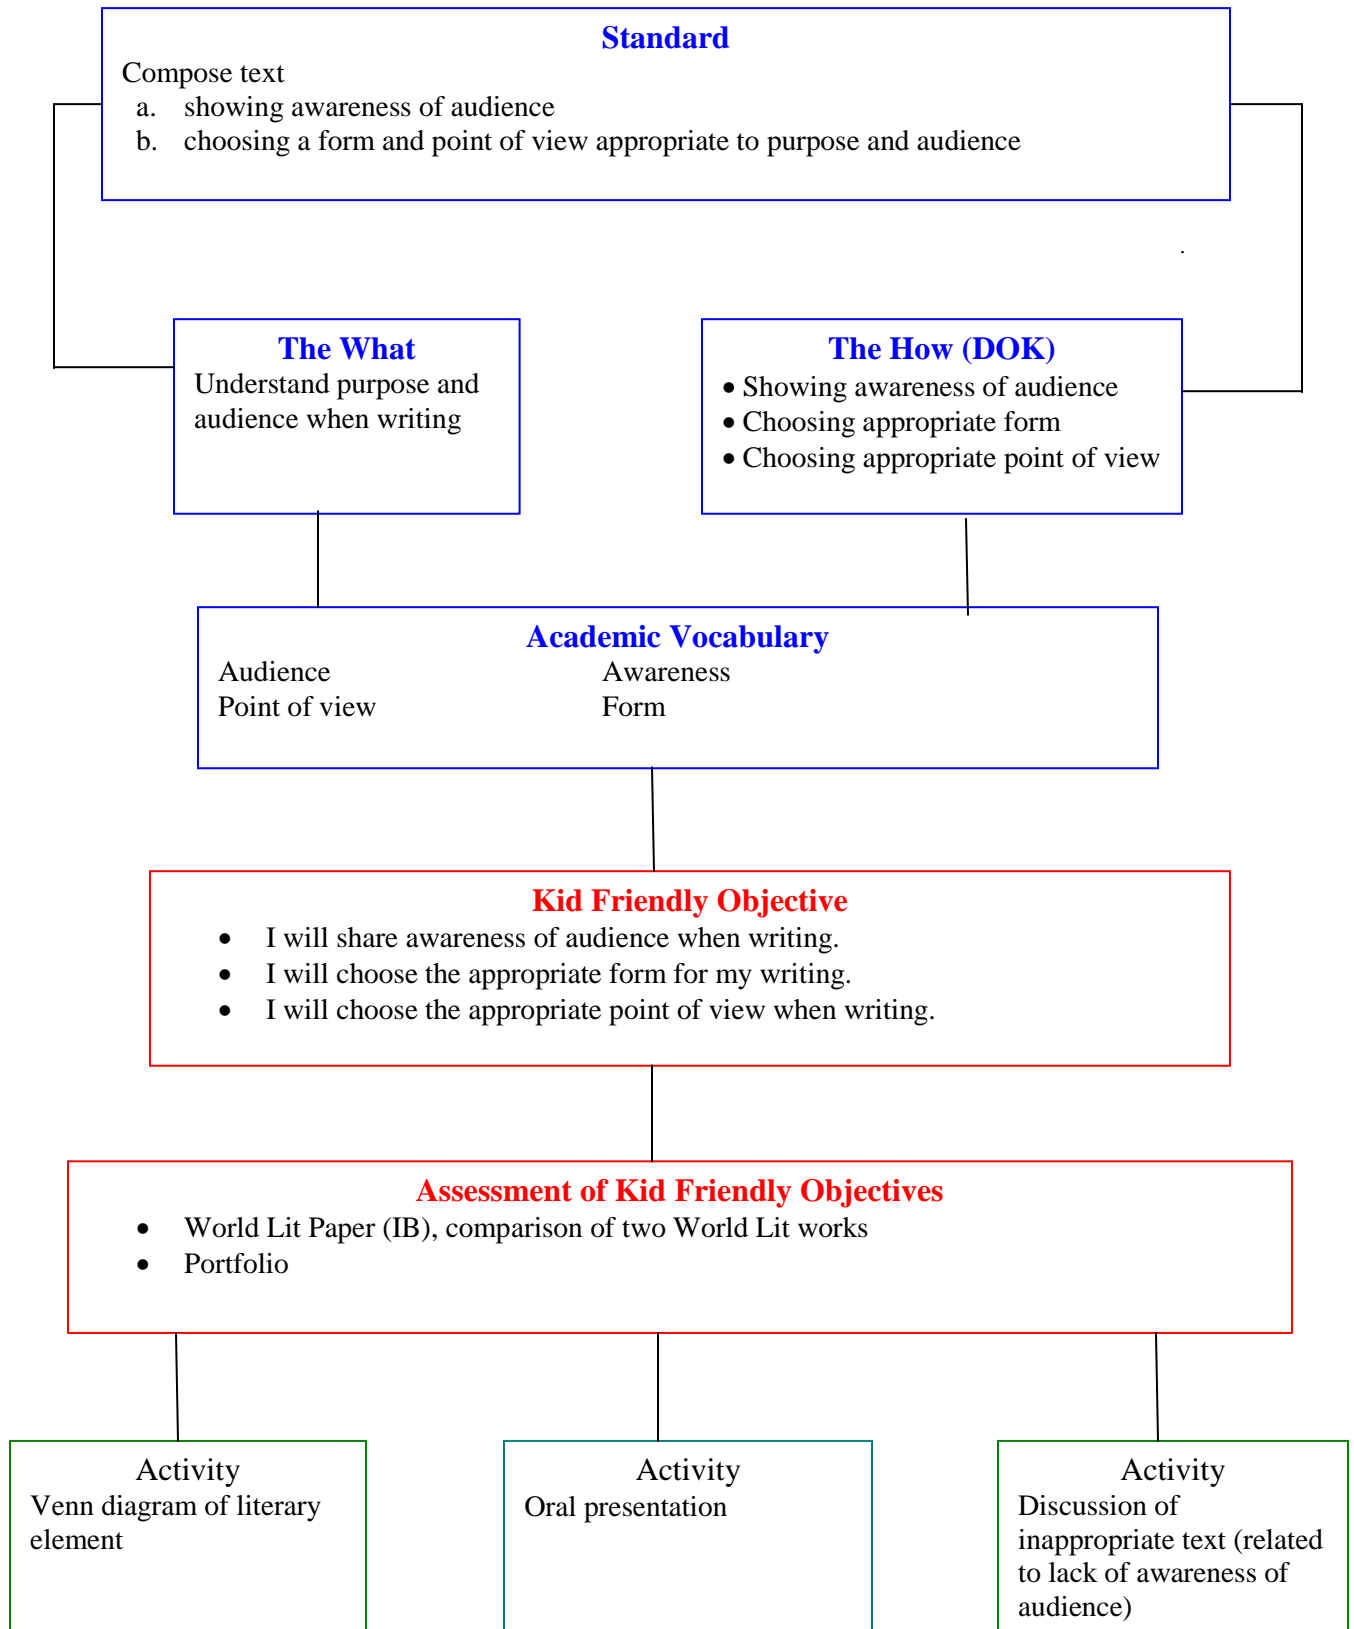 Standard
Compose text
a. showing awareness of audience
b. choosing a form and point of view appropriate to purpose and audience
The What
Understand purpose and
audience when writing
The How (DOK)
• Showing awareness of audience
• Choosing appropriate form
• Choosing appropriate point of view
Academic Vocabulary
Audience Awareness
Point of view Form
Kid Friendly Objective
• I will share awareness of audience when writing.
• I will choose the appropriate form for my writing.
• I will choose the appropriate point of view when writing.
Assessment of Kid Friendly Objectives
• World Lit Paper (IB), comparison of two World Lit works
• Portfolio
Activity
Venn diagram of literary
element
Activity
Oral presentation
Activity
Discussion of
inappropriate text (related
to lack of awareness of
audience)